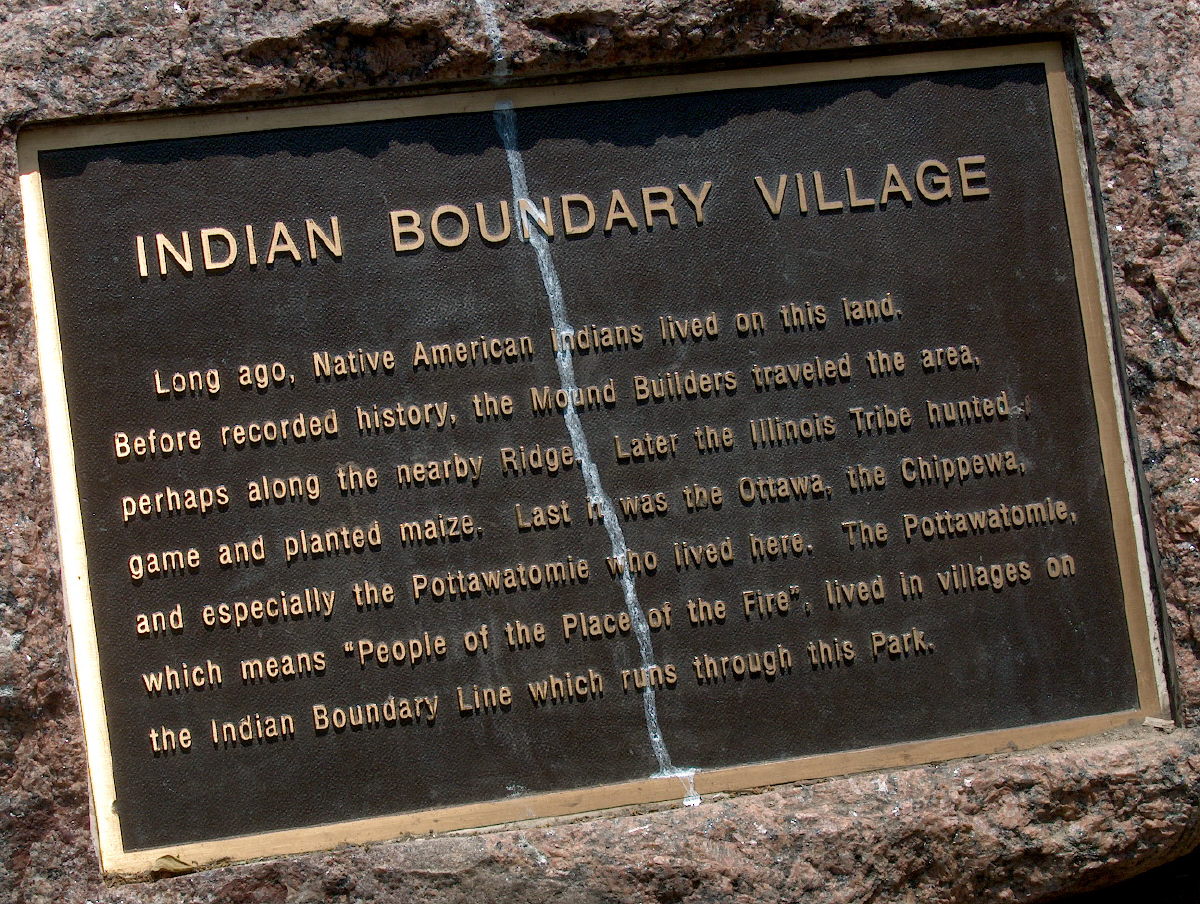 INDIAN BOUNDARY VILLAGE
Long ago, Native American Indians lived on this land.
Before recorded history, the Mound Builders traveled the area,
perhaps along the nearby Ridge. Later the Illinois Tribe hunted
game and planted maize. Last it was the Ottawa, the Chippewa,
and especially the Pottawatomie who lived here. The Pottawatomie,
which means "People of the Place of the Fire", lived in villages on
the Indian Boundary Line which runs through this Park.